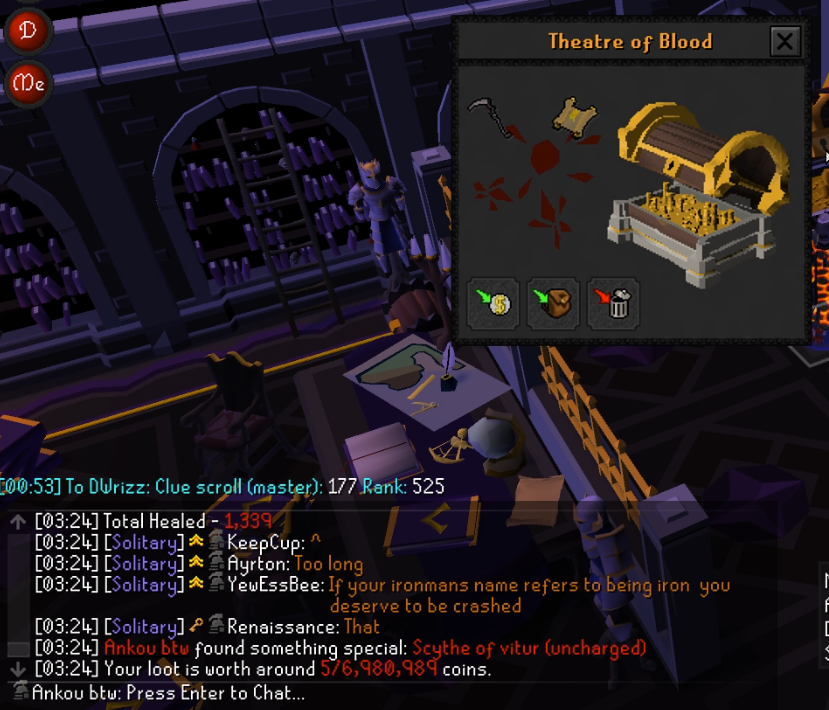 D
Me
Theatre of Blood
[00:53] To DWrizz: Clue scroll (master): 177 Rank: 525
[03:24] Total Healed - 1,339
[03:24] [Solitary] KeepCup: ^
[03:24] [Solitary] Ayrton: Too long
[03:24] [Solitary] YewEssBee: If your ironmans name refers to being iron you
deserve to be crashed
[03:24] [Solitary] Renaissance: That
[03:24] Ankou btw found something special: Scythe of vitur (uncharged)
[03:24] Your loot is worth around 576,980,989 coins.
Ankou btw: Press Enter to Chat...